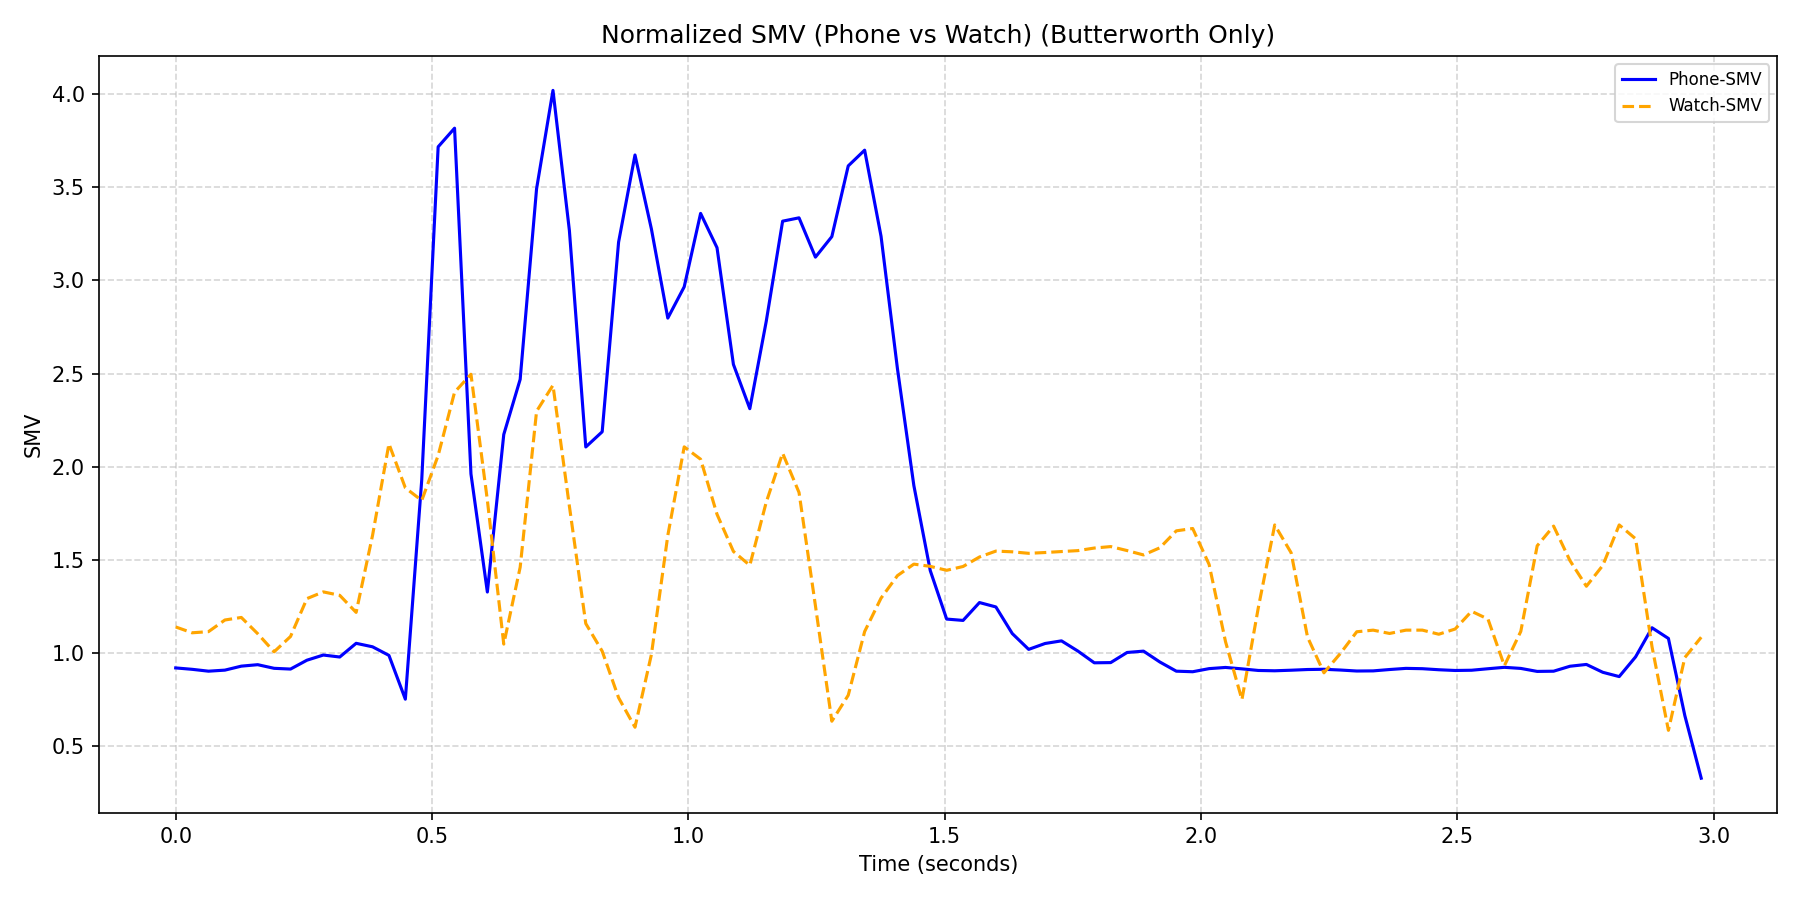 Normalized SMV (Phone vs Watch) (Butterworth Only)
Phone-SMV
Watch-SMV
4.0
3.5
3.0
2.5
2.0
1.5
1.0
0.5
SMV
0.0 0.5 1.0 1.5 2.0 2.5 3.0
Time (seconds)